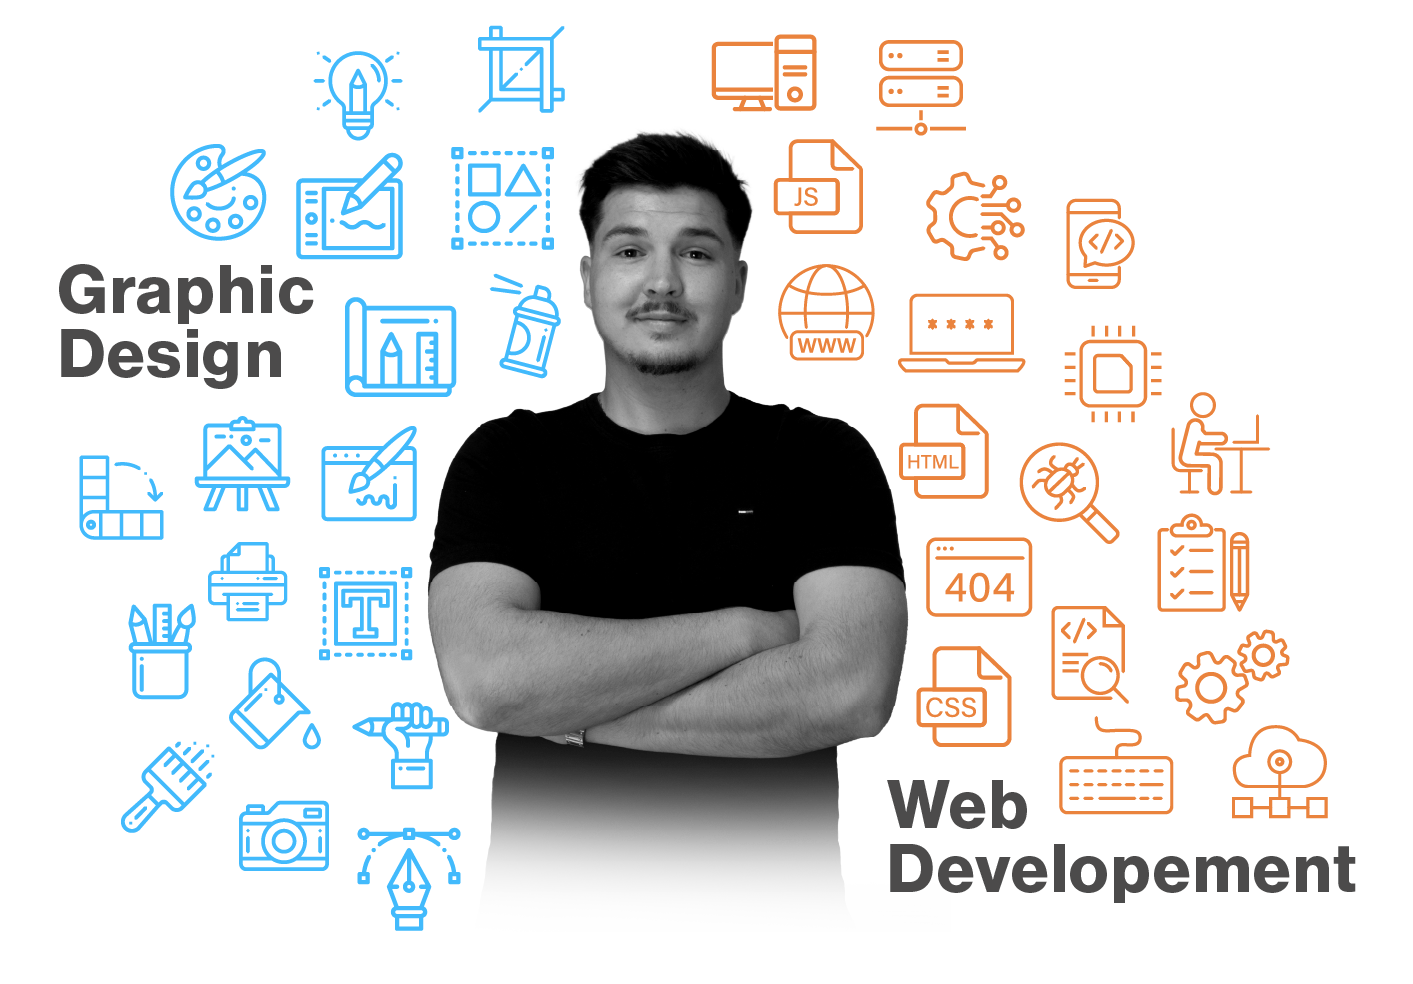 JS
Graphic
Design
WWW
* * * *
HTML
404
T
</>
</>
CSS
Web
Developement